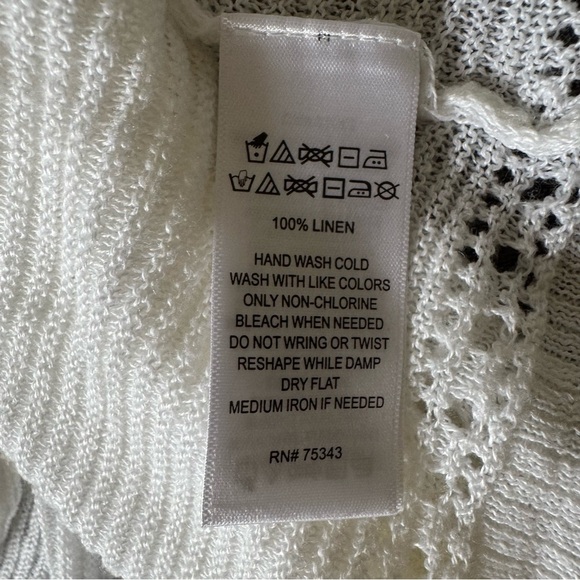 100% LINEN
HAND WASH COLD
WASH WITH LIKE COLORS
ONLY NON-CHLORINE
BLEACH WHEN NEEDED
DO NOT WRING OR TWIST
RESHAPE WHILE DAMP
DRY FLAT
MEDIUM IRON IF NEEDED
RN# 75343